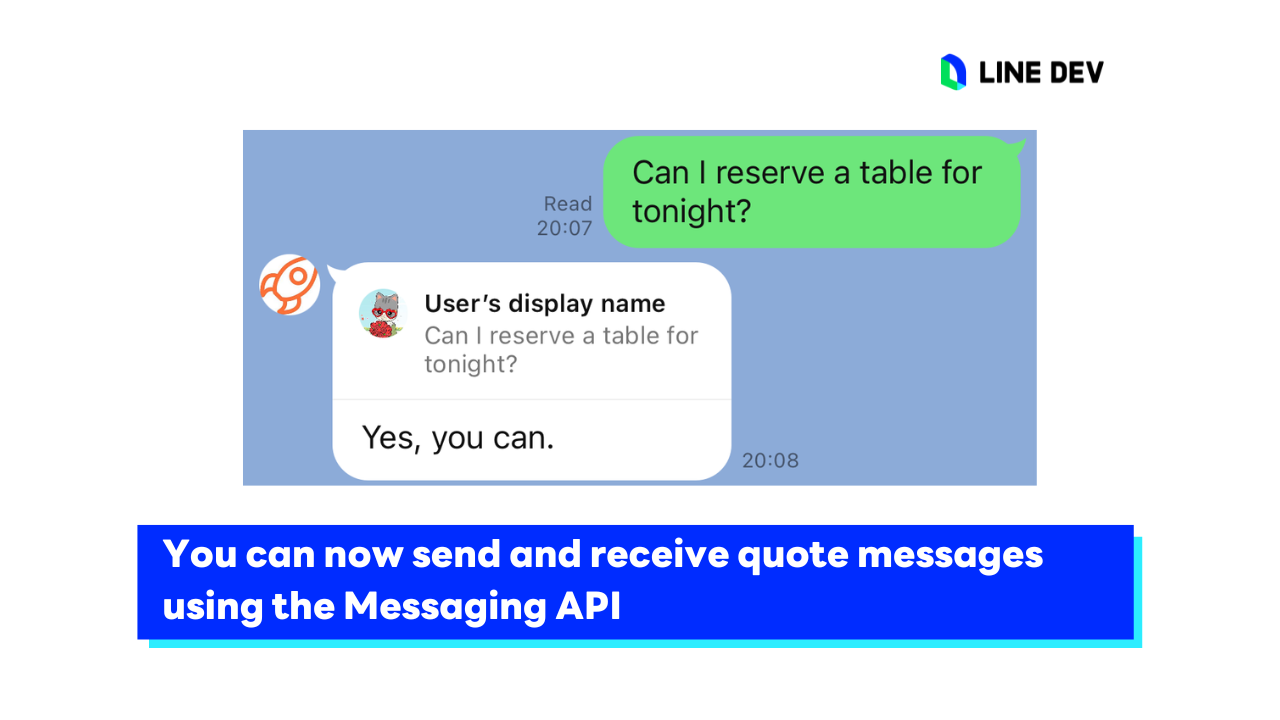 LINE DEV
Can I reserve a table for
tonight?
Read
20:07
User’s display name
Can I reserve a table for
tonight?
Yes, you can.
20:08
You can now send and receive quote messages
using the Messaging API